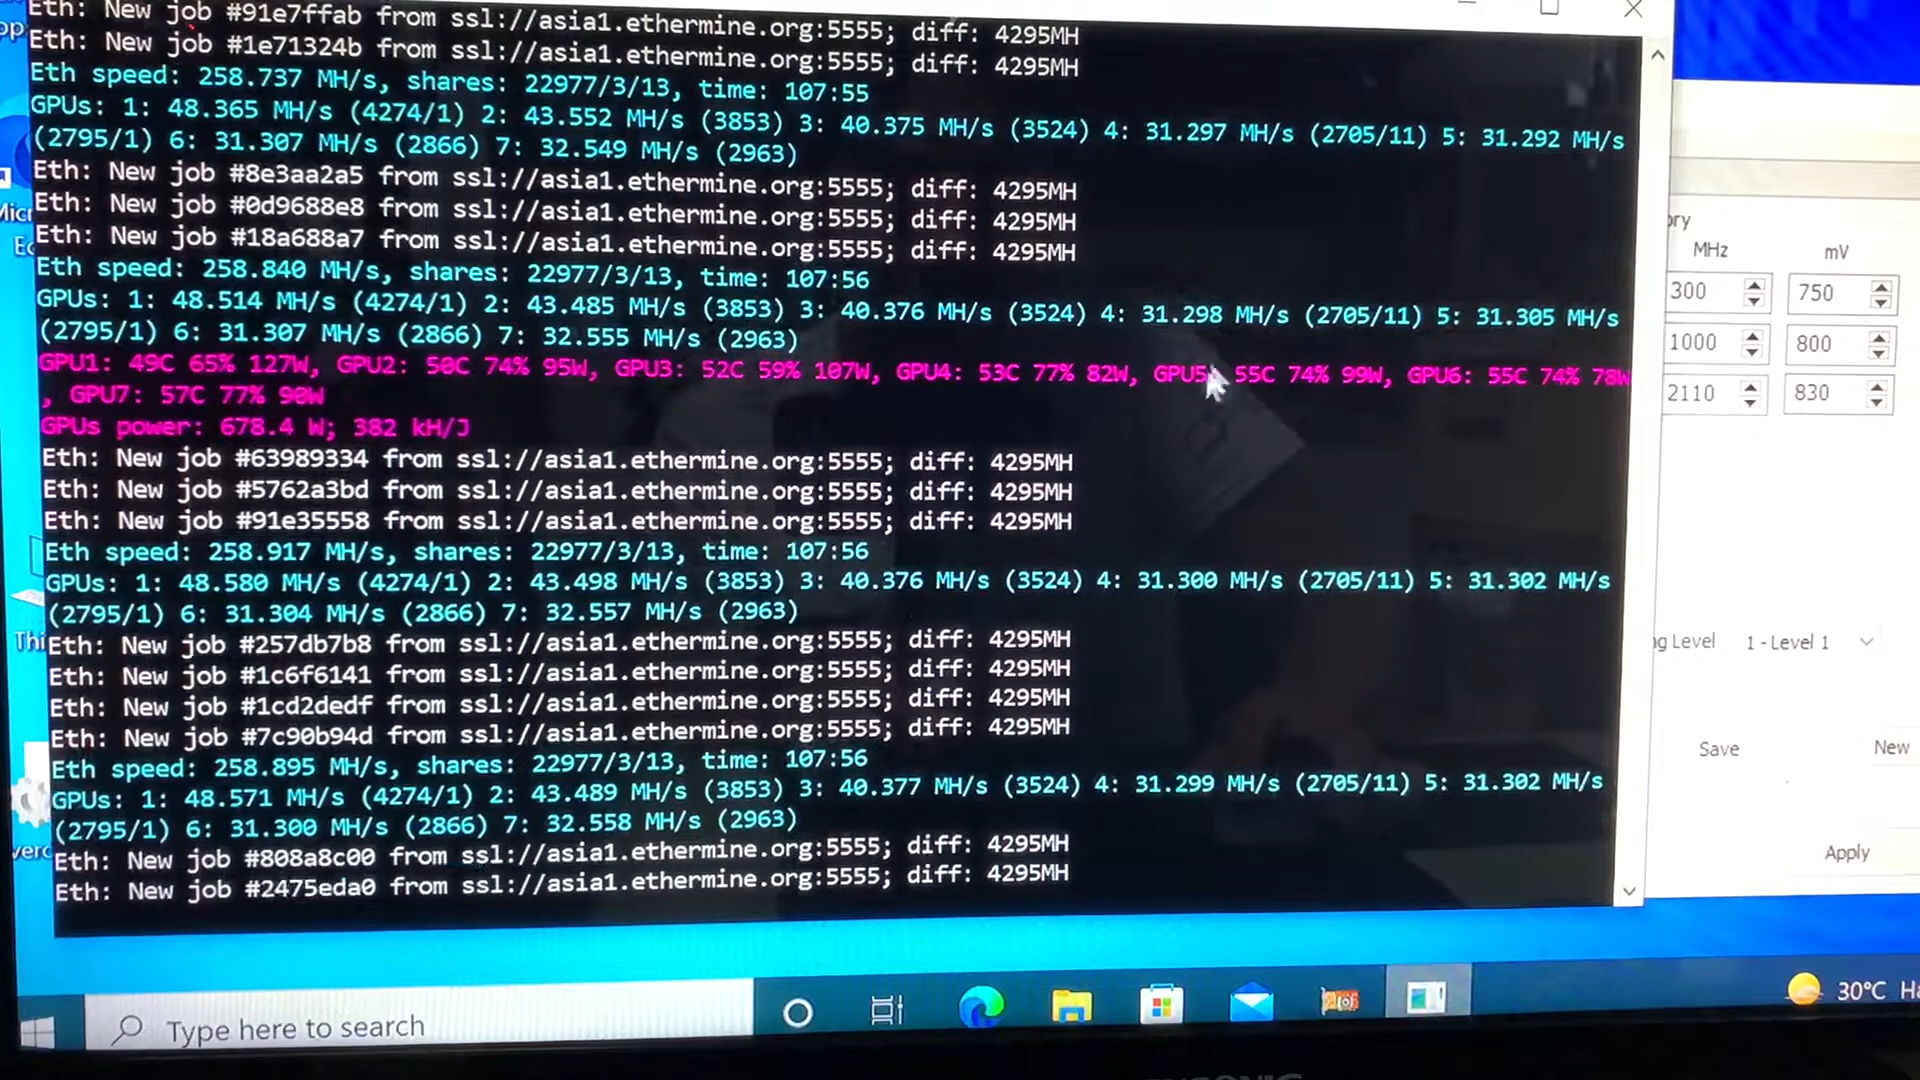 Eth: New job #91e7ffab from ssl://asia1.ethermine.org:5555; diff: 4295MH
Eth: New job #1e71324b from ssl://asia1.ethermine.org:5555; diff: 4295MH
Eth speed: 258.737 MH/s, shares: 22977/3/13, time: 107:55
GPUs: 1: 48.365 MH/s (4274/1) 2: 43.552 MH/s (3853) 3: 40.375 MH/s (3524) 4: 31.297 MH/s (2705/11) 5: 31.292 MH/s
(2795/1) 6: 31.307 MH/s (2866) 7: 32.549 MH/s (2963)
Eth: New job #8e3aa2a5 from ssl://asia1.ethermine.org:5555; diff: 4295MH
Eth: New job #0d9688e8 from ssl://asia1.ethermine.org:5555; diff: 4295MH
Eth: New job #18a688a7 from ssl://asia1.ethermine.org:5555; diff: 4295MH
Eth speed: 258.840 MH/s, shares: 22977/3/13, time: 107:56
GPUs: 1: 48.514 MH/s (4274/1) 2: 43.485 MH/s (3853) 3: 40.376 MH/s (3524) 4: 31.298 MH/s (2705/11) 5: 31.305 MH/s
(2795/1) 6: 31.307 MH/s (2866) 7: 32.555 MH/s (2963)
GPU1: 49C 65% 127W, GPU2: 50C 74% 95W, GPU3: 52C 59% 107W, GPU4: 53C 77% 82W, GPU5: 55C 74% 99W, GPU6: 55C 74% 78W
, GPU7: 57C 77% 90W
GPUs power: 678.4 W; 382 kH/J
Eth: New job #63989334 from ssl://asia1.ethermine.org:5555; diff: 4295MH
Eth: New job #5762a3bd from ssl://asia1.ethermine.org:5555; diff: 4295MH
Eth: New job #91e35558 from ssl://asia1.ethermine.org:5555; diff: 4295MH
Eth speed: 258.917 MH/s, shares: 22977/3/13, time: 107:56
GPUs: 1: 48.580 MH/s (4274/1) 2: 43.498 MH/s (3853) 3: 40.376 MH/s (3524) 4: 31.300 MH/s (2705/11) 5: 31.302 MH/s
(2795/1) 6: 31.304 MH/s (2866) 7: 32.557 MH/s (2963)
Eth: New job #257db7b8 from ssl://asia1.ethermine.org:5555; diff: 4295MH
Eth: New job #1c6f6141 from ssl://asia1.ethermine.org:5555; diff: 4295MH
Eth: New job #1cd2dedf from ssl://asia1.ethermine.org:5555; diff: 4295MH
Eth: New job #7c90b94d from ssl://asia1.ethermine.org:5555; diff: 4295MH
Eth speed: 258.895 MH/s, shares: 22977/3/13, time: 107:56
GPUs: 1: 48.571 MH/s (4274/1) 2: 43.489 MH/s (3853) 3: 40.377 MH/s (3524) 4: 31.299 MH/s (2705/11) 5: 31.302 MH/s
(2795/1) 6: 31.300 MH/s (2866) 7: 32.558 MH/s (2963)
Eth: New job #808a8c00 from ssl://asia1.ethermine.org:5555; diff: 4295MH
Eth: New job #2475eda0 from ssl://asia1.ethermine.org:5555; diff: 4295MH
MHz mV
300 750
1000 800
2110 830
Level 1 - Level 1
Save New
Apply
Type here to search
30°C